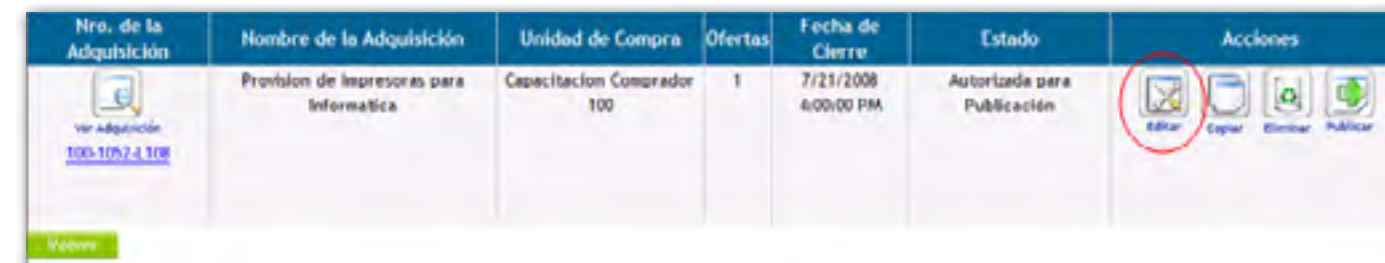 Nro. de la Adquisición
Nombre de la Adquisición
Unidad de Compra
Ofertas
Fecha de Cierre
Estado
Acciones
Ver Adquisición
100-1052-L108
Provision de Impresoras para Informatica
Capacitacion Comprador 100
1
7/21/2008 4:00:00 PM
Autorizada para Publicación
Editar
Copiar
Eliminar
Publicar
Volver